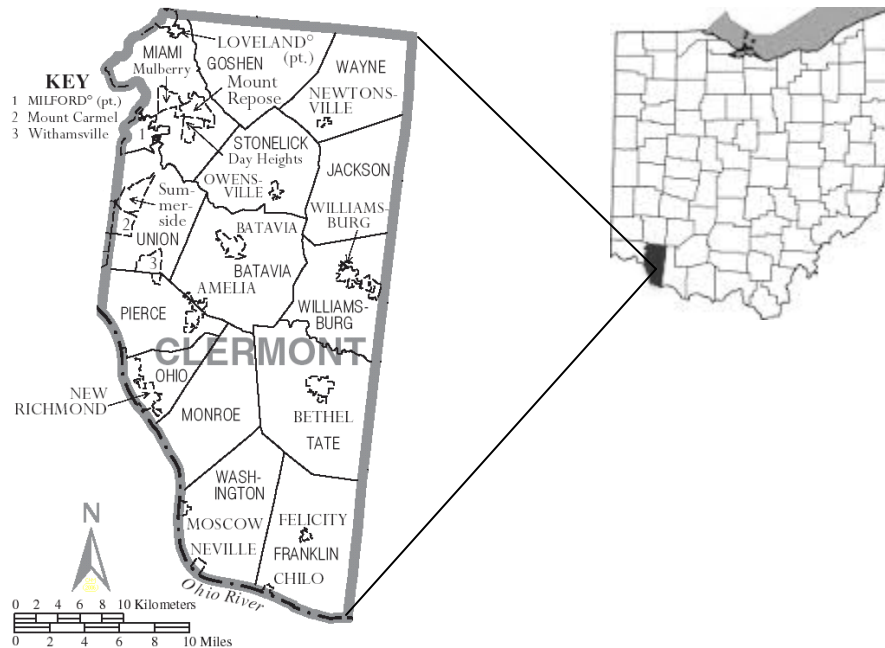 LOVELAND° (pt.)
MIAMI
GOSHEN
WAYNE
Mulberry
Mount
Repose
KEY
1 MILFORD° (pt.)
2 Mount Carmel
3 Withamsville
NEWTONS-
VILLE
1
STONELICK
Day Heights
JACKSON
OWENS-
VILLE
Sum-
mer-
side
WILLIAMS-
BURG
2
UNION
BATAVIA
3
BATAVIA
AMELIA
PIERCE
WILLIAMS-
BURG
CLERMONT
OHIO
NEW
RICHMOND
MONROE
BETHEL
TATE
WASH-
INGTON
MOSCOW
FELICITY
NEVILLE
FRANKLIN
CHILO
Ohio River
N
0 2 4 6 8 10 Kilometers
0 2 4 6 8 10 Miles